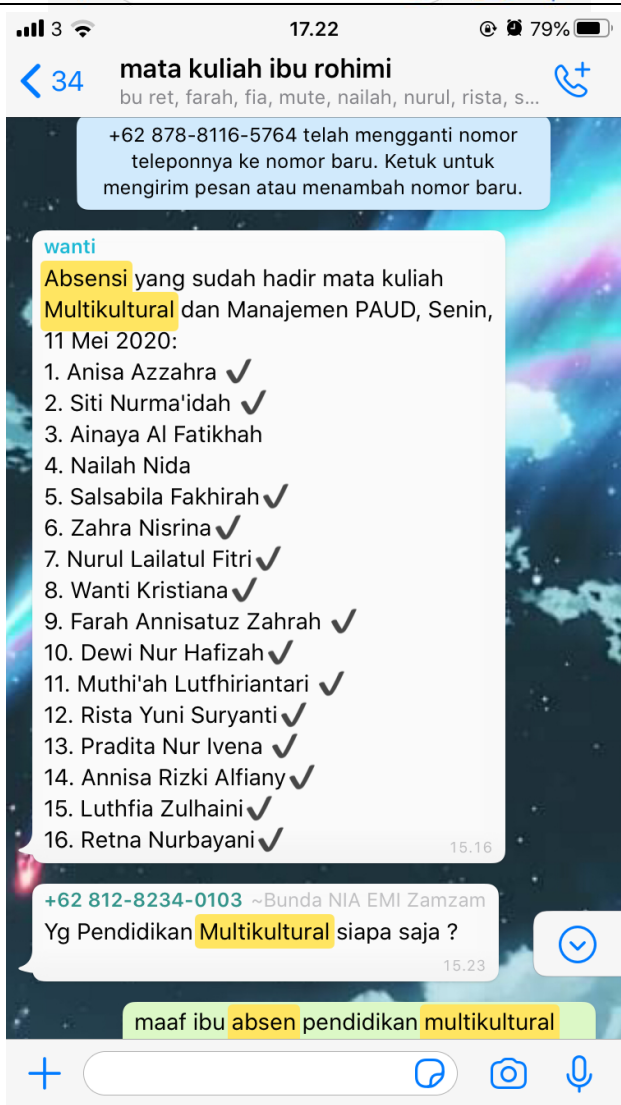 3 17.22 79%
34 mata kuliah ibu rohimi
bu ret, farah, fia, mute, nailah, nurul, rista, s...
+62 878-8116-5764 telah mengganti nomor
teleponnya ke nomor baru. Ketuk untuk
mengirim pesan atau menambah nomor baru.
wanti
Absensi yang sudah hadir mata kuliah
Multikultural dan Manajemen PAUD, Senin,
11 Mei 2020:
1. Anisa Azzahra ✔
2. Siti Nurma'idah ✔
3. Ainaya Al Fatikhah
4. Nailah Nida
5. Salsabila Fakhirah✔
6. Zahra Nisrina✔
7. Nurul Lailatul Fitri✔
8. Wanti Kristiana✔
9. Farah Annisatuz Zahrah ✔
10. Dewi Nur Hafizah✔
11. Muthi'ah Lutfhiriantari ✔
12. Rista Yuni Suryanti✔
13. Pradita Nur Ivena ✔
14. Annisa Rizki Alfiany✔
15. Luthfia Zulhaini✔
16. Retna Nurbayani✔
15.16
+62 812-8234-0103 ~Bunda NIA EMI Zamzam
Yg Pendidikan Multikultural siapa saja ?
15.23
maaf ibu absen pendidikan multikultural